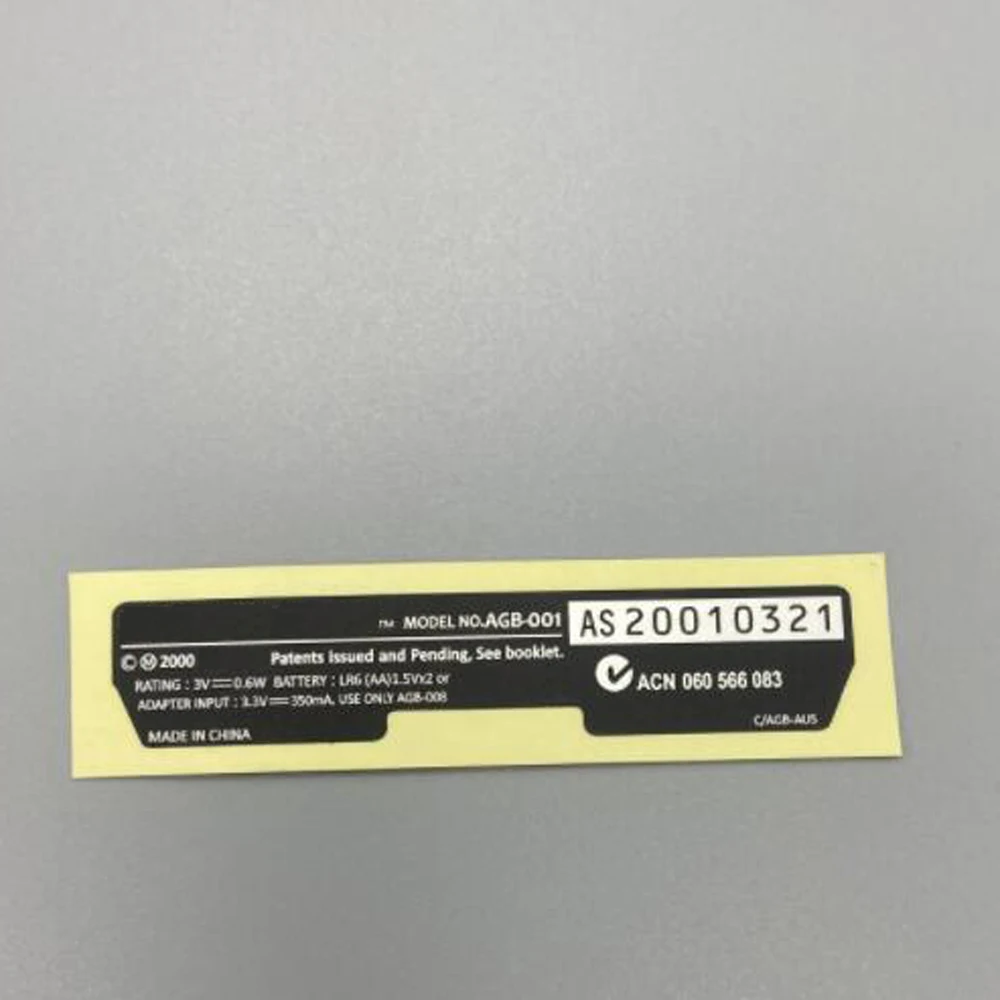 ™ MODEL NO.AGB-001 AS20010321
© Ⓜ 2000 Patents Issued and Pending, See booklet.
RATING : 3V⎓0.6W BATTERY : LR6 (AA)1.5Vx2 or
ADAPTER INPUT : 3.3V⎓350mA, USE ONLY AGB-008
ACN 060 566 083
C/AGB-AUS
MADE IN CHINA